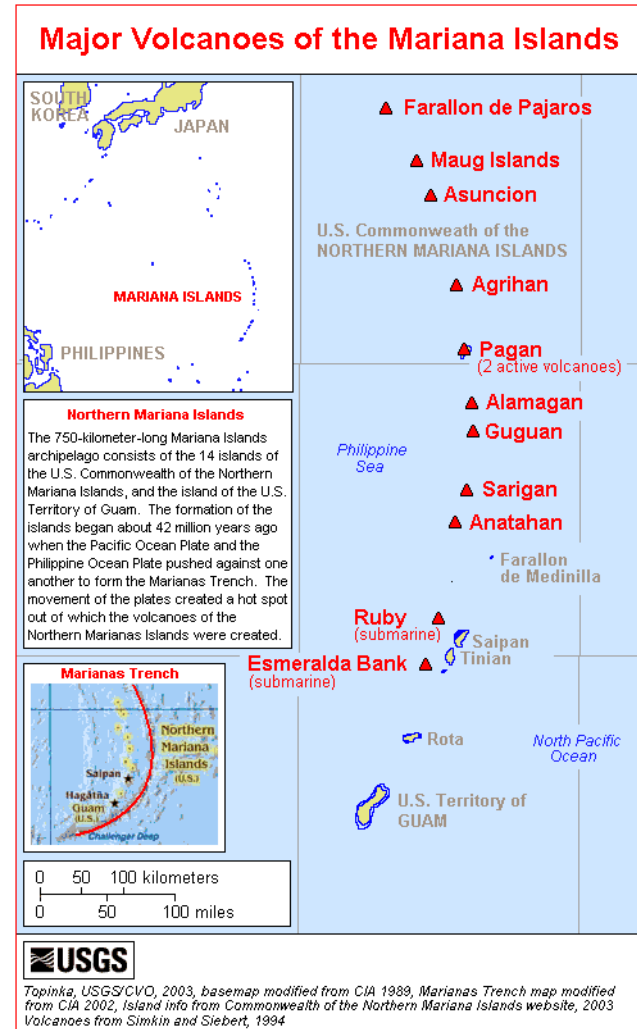 Major Volcanoes of the Mariana Islands
SOUTH
KOREA
JAPAN
MARIANA ISLANDS
PHILIPPINES
Farallon de Pajaros
Maug Islands
Asuncion
U.S. Commonweath of the
NORTHERN MARIANA ISLANDS
Agrihan
Pagan
(2 active volcanoes)
Alamagan
Guguan
Philippine
Sea
Sarigan
Anatahan
Farallon
de Medinilla
Ruby
(submarine)
Saipan
Tinian
Esmeralda Bank
(submarine)
Rota
North Pacific
Ocean
U.S. Territory of
GUAM
Northern Mariana Islands
The 750-kilometer-long Mariana Islands
archipelago consists of the 14 islands of
the U.S. Commonwealth of the Northern
Mariana Islands, and the island of the U.S.
Territory of Guam. The formation of the
islands began about 42 million years ago
when the Pacific Ocean Plate and the
Philippine Ocean Plate pushed against one
another to form the Marianas Trench. The
movement of the plates created a hot spot
out of which the volcanoes of the
Northern Marianas Islands were created.
Marianas Trench
Northern
Mariana
Islands
(U.S.)
Saipan
Hagåtña
Guam
(U.S.)
Challenger Deep
0 50 100 kilometers
0 50 100 miles
USGS
Topinka, USGS/CVO, 2003, basemap modified from CIA 1989, Marianas Trench map modified
from CIA 2002, Island info from Commonwealth of the Northern Mariana Islands website, 2003
Volcanoes from Simkin and Siebert, 1994